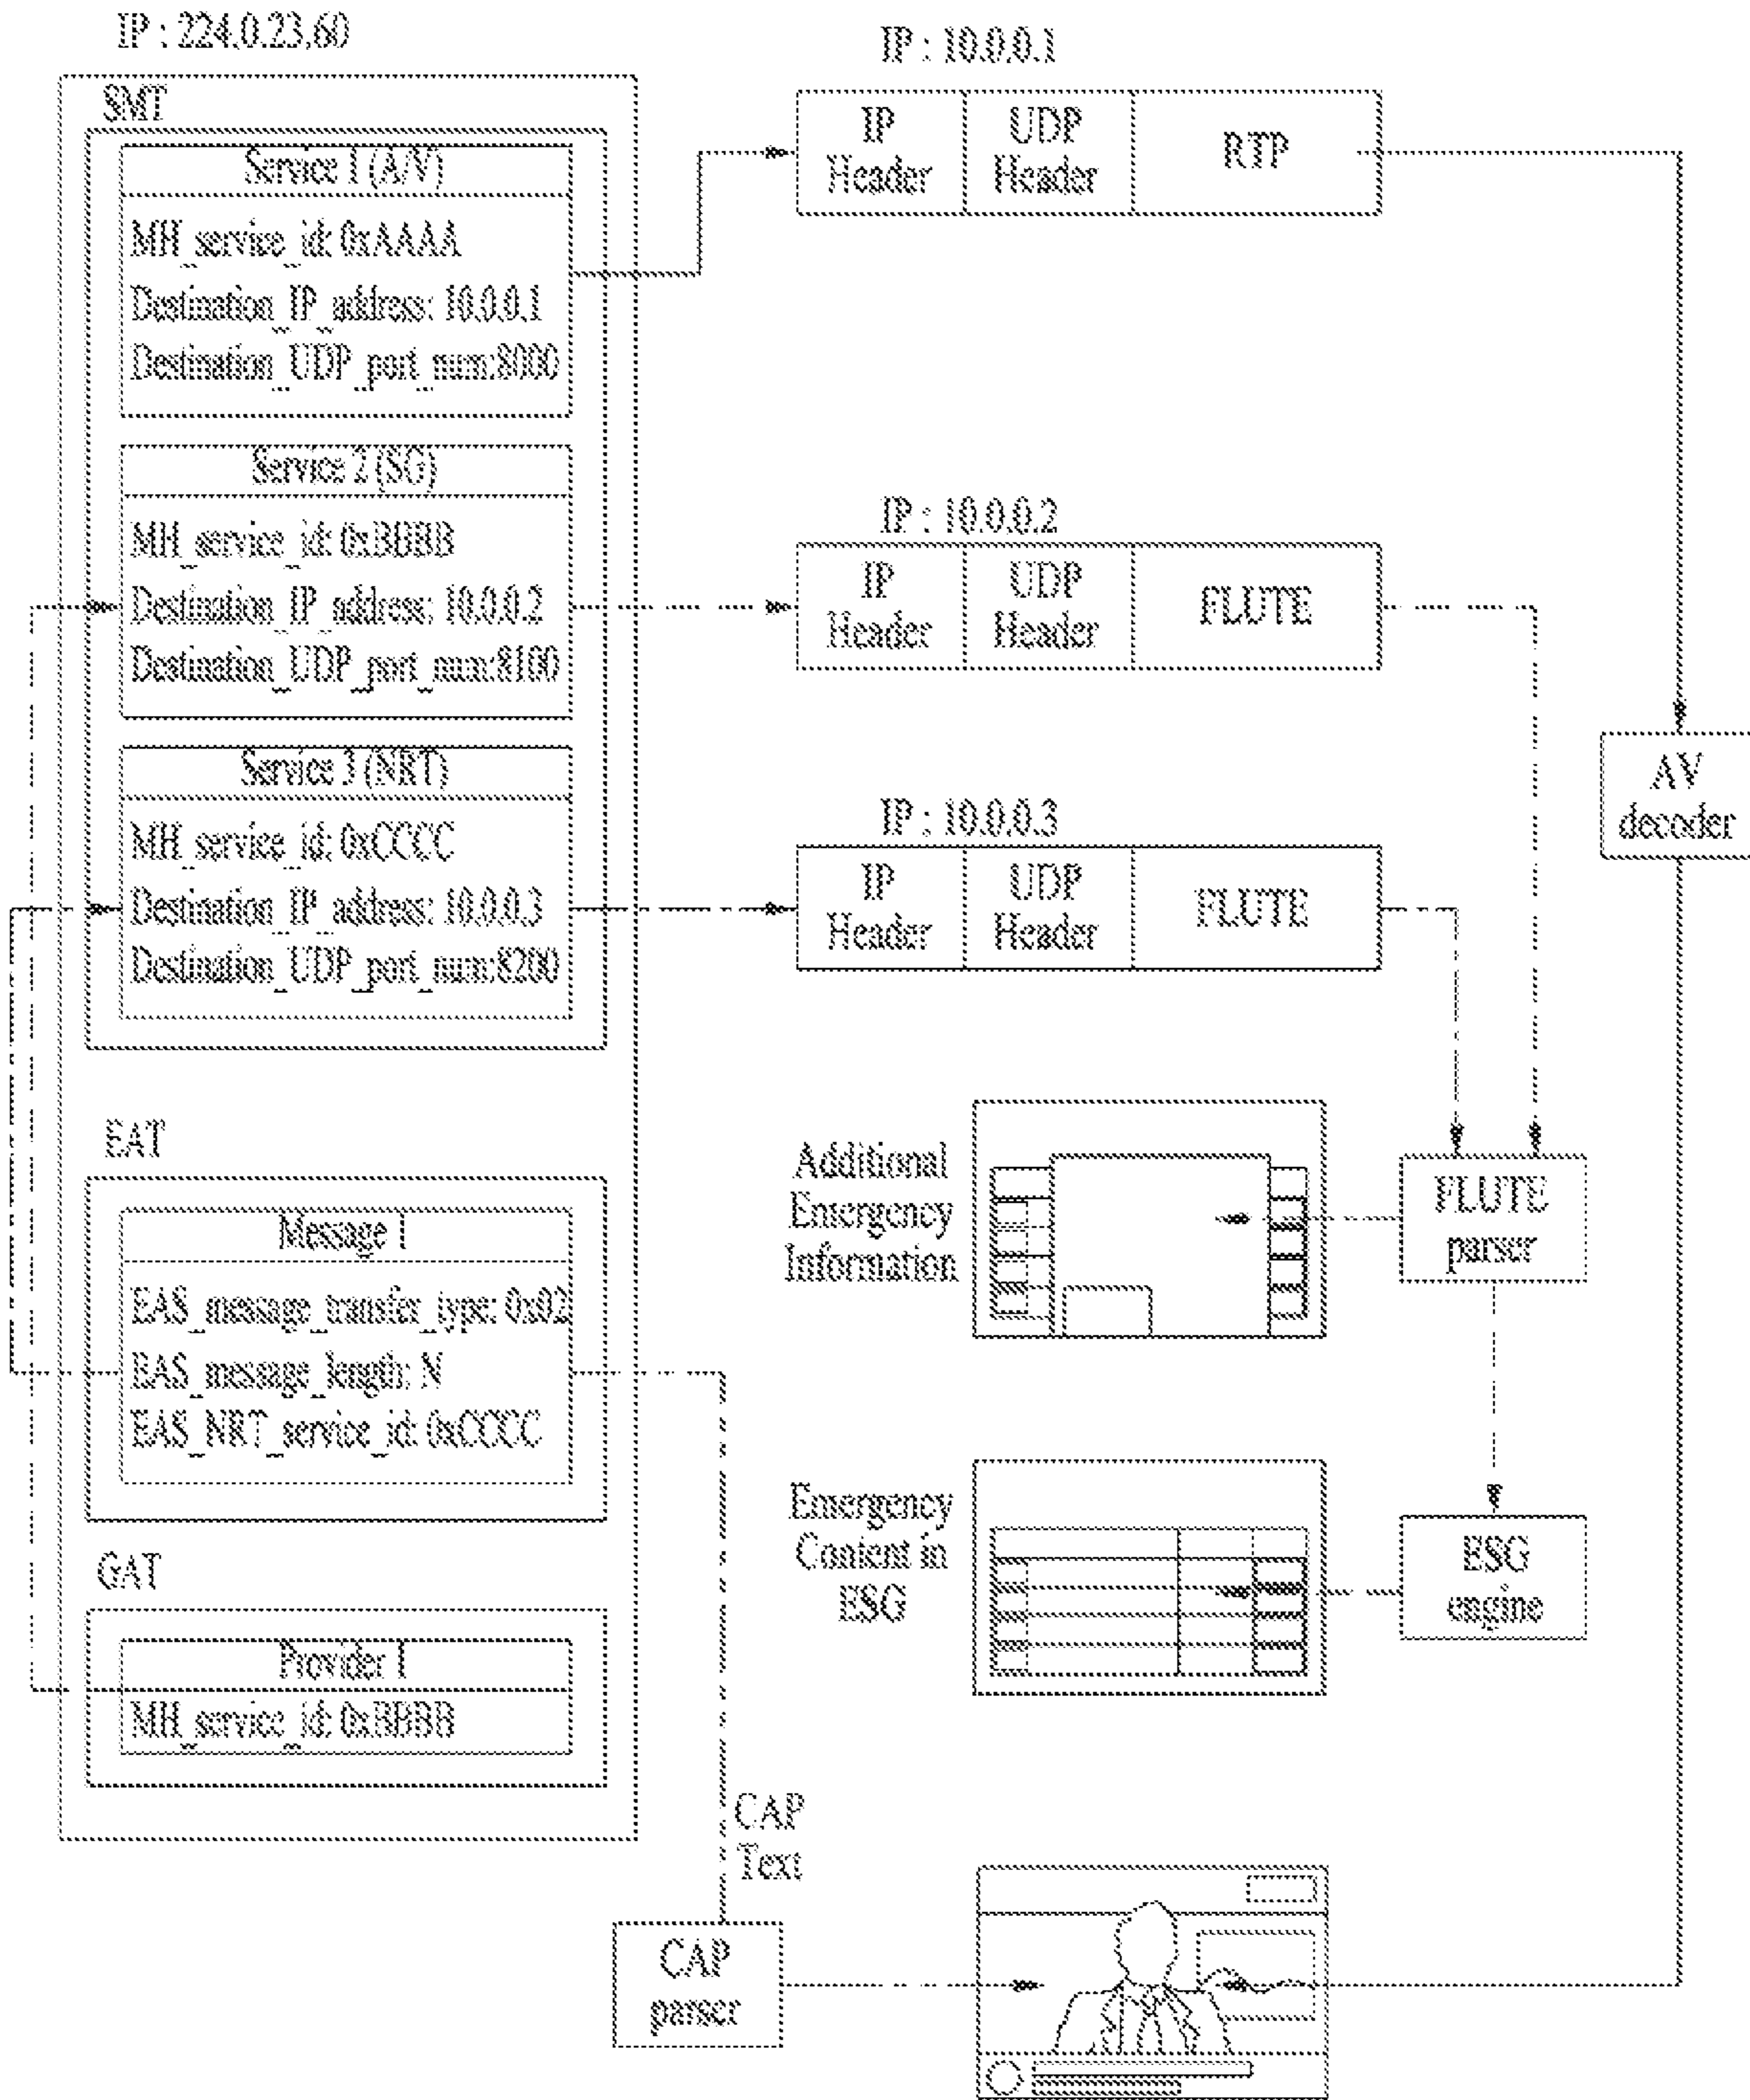 IP : 224.0.23.60
SMT
Service 1 (A/V)
MH_service_id: 0xAAAA
Destination_IP_address: 10.0.0.1
Destination_UDP_port_num:8000
Service 2 (SG)
MH_service_id: 0xBBBB
Destination_IP_address: 10.0.0.2
Destination_UDP_port_num:8100
Service 3 (NRT)
MH_service_id: 0xCCCC
Destination_IP_address: 10.0.0.3
Destination_UDP_port_num:8200
EAT
Message 1
EAS_message_transfer_type: 0x02
EAS_message_length: N
EAS_NRT_service_id: 0xCCCC
GAT
Provider 1
MH_service_id: 0xBBBB
IP : 10.0.0.1
IP
Header
UDP
Header
RTP
IP : 10.0.0.2
IP
Header
UDP
Header
FLUTE
IP : 10.0.0.3
IP
Header
UDP
Header
FLUTE
AV
decoder
Additional
Emergency
Information
FLUTE
parser
Emergency
Content in
ESG
ESG
engine
CAP
Text
CAP
parser